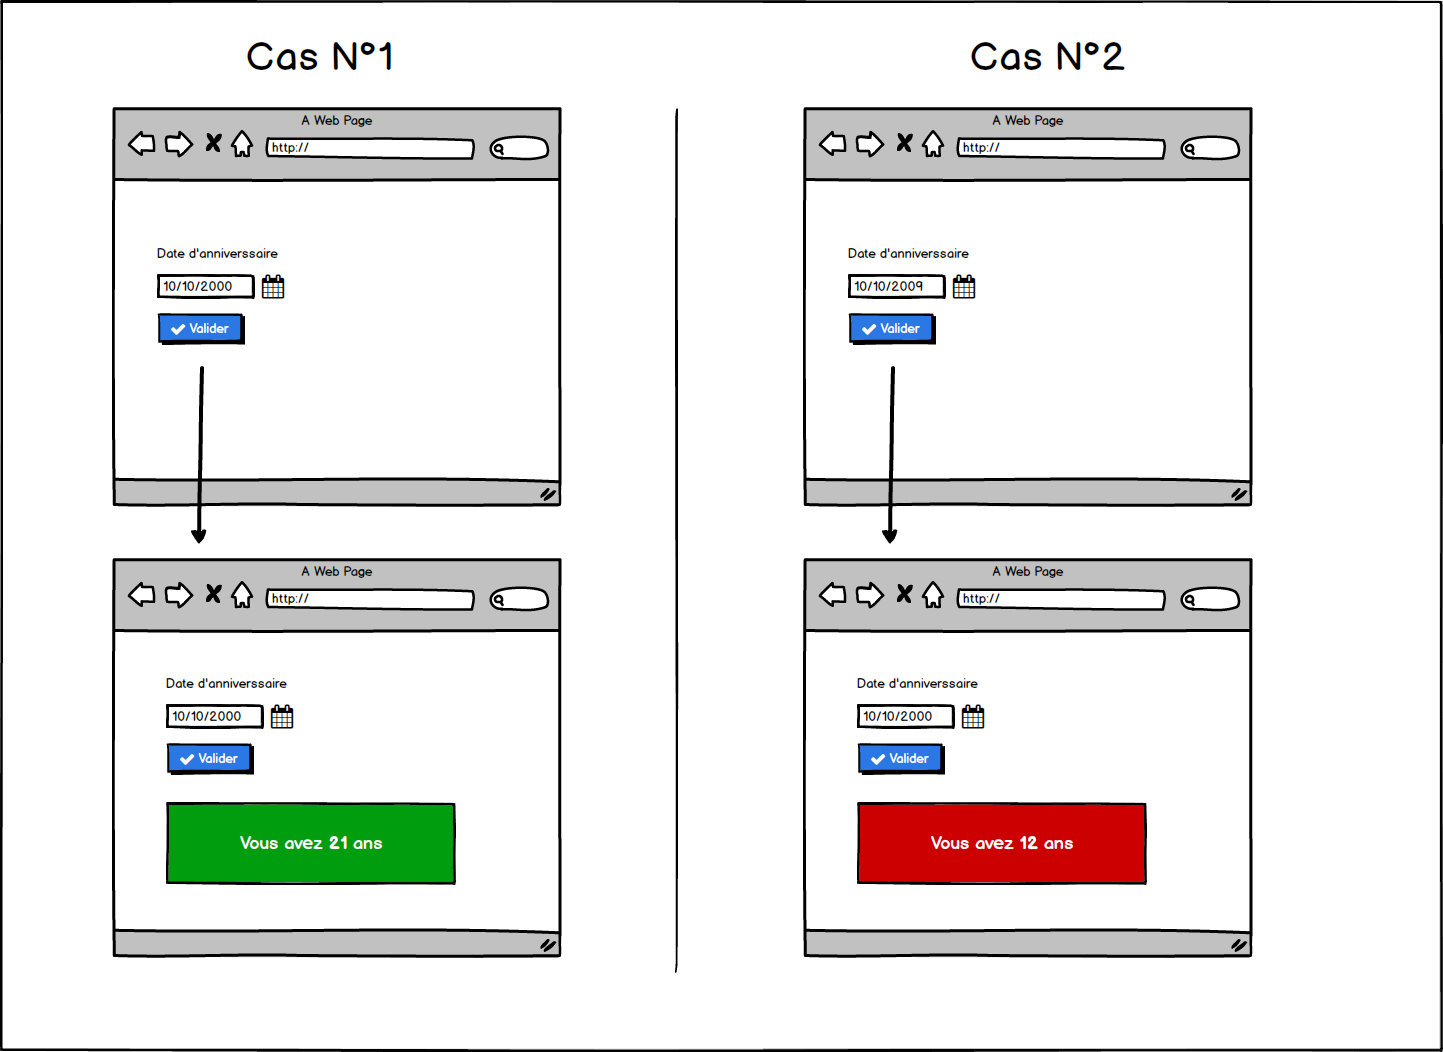 Cas N°1
A Web Page
http://
Date d'anniverssaire
10/10/2000
Valider
A Web Page
http://
Date d'anniverssaire
10/10/2000
Valider
Vous avez 21 ans
Cas N°2
A Web Page
http://
Date d'anniverssaire
10/10/2009
Valider
A Web Page
http://
Date d'anniverssaire
10/10/2000
Valider
Vous avez 12 ans